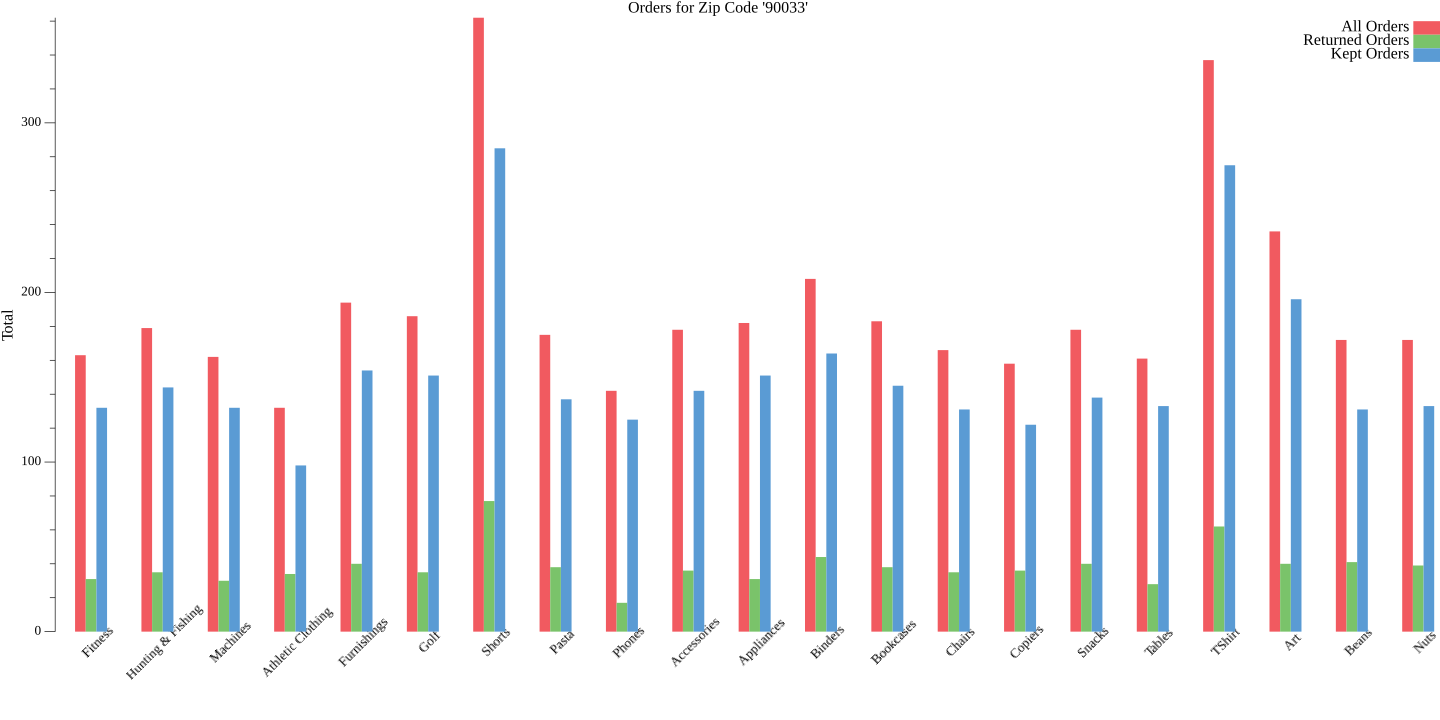 Orders for Zip Code '90033'
All Orders
Returned Orders
Kept Orders
Total
300
200
100
0
Fitness
Hunting & Fishing
Machines
Athletic Clothing
Furnishings
Golf
Shorts
Pasta
Phones
Accessories
Appliances
Binders
Bookcases
Chairs
Copiers
Snacks
Tables
TShirt
Art
Beans
Nuts